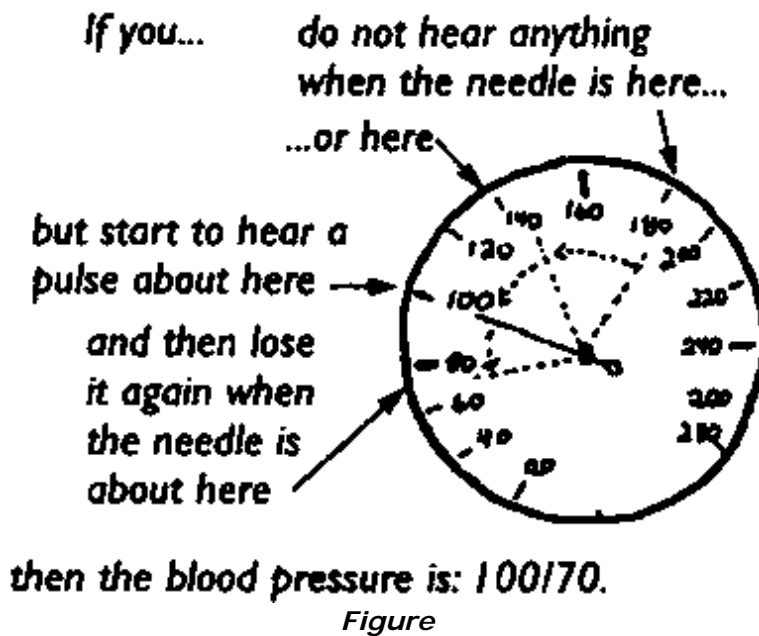 If you...
do not hear anything
when the needle is here...
...or here
but start to hear a
pulse about here
and then lose
it again when
the needle is
about here
20
40
60
80
100
120
140
160
180
200
220
240
280
then the blood pressure is: 100/70.
Figure